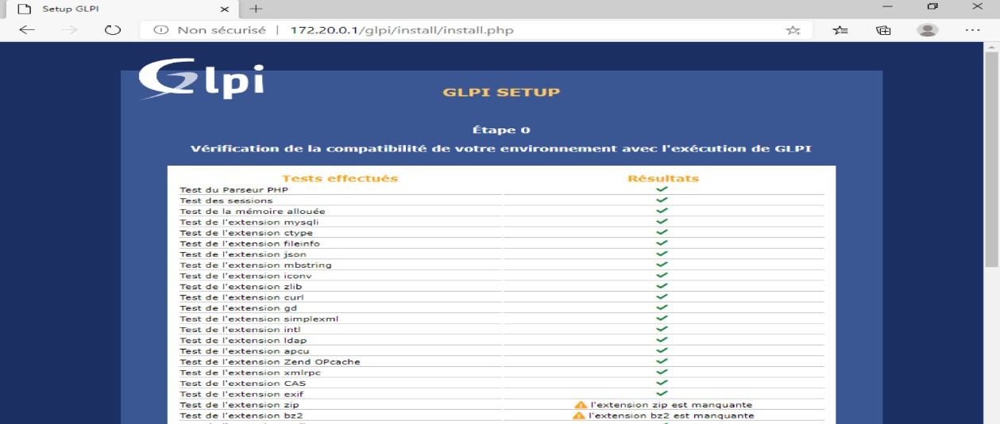 Setup GLPI
Non sécurisé | 172.20.0.1/glpi/install/install.php
Glpi
GLPI SETUP
Étape 0
Vérification de la compatibilité de votre environnement avec l'exécution de GLPI
Tests effectués Résultats
Test du Parseur PHP
Test des sessions
Test de la mémoire allouée
Test de l'extension mysqli
Test de l'extension ctype
Test de l'extension fileinfo
Test de l'extension json
Test de l'extension mbstring
Test de l'extension iconv
Test de l'extension zlib
Test de l'extension curl
Test de l'extension gd
Test de l'extension simplexml
Test de l'extension intl
Test de l'extension ldap
Test de l'extension apcu
Test de l'extension Zend OPcache
Test de l'extension xmlrpc
Test de l'extension CAS
Test de l'extension exif
Test de l'extension zip l'extension zip est manquante
Test de l'extension bz2 l'extension bz2 est manquante